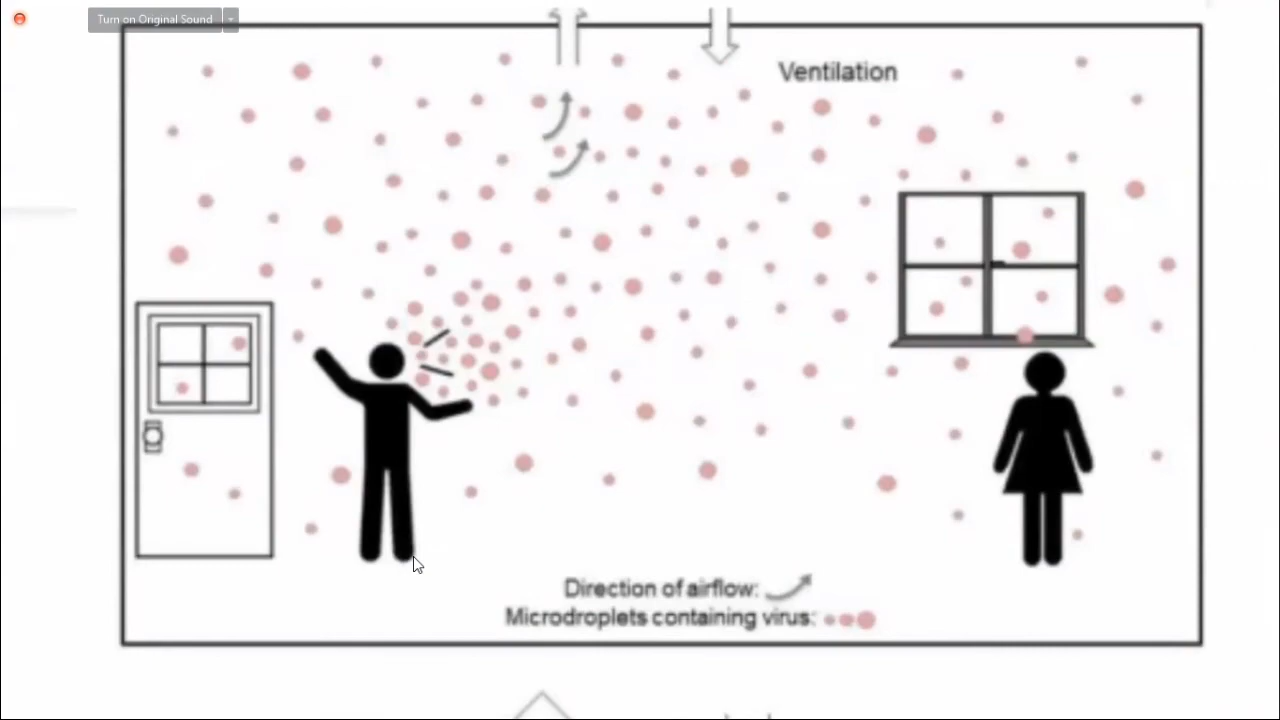 Turn on Original Sound
Ventilation
Direction of airflow:
Microdroplets containing virus: